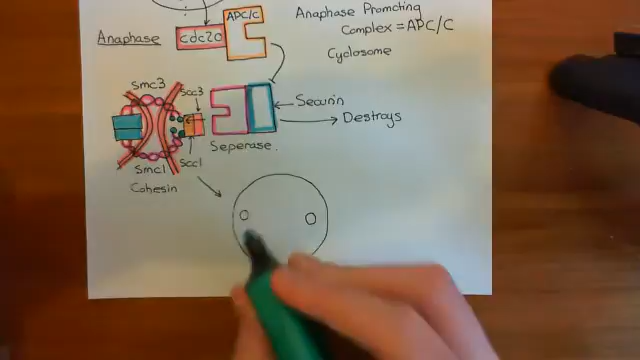 APC/C
Anaphase Promoting
Complex = APC/C
Cyclosome
Anaphase
cdc20
Smc3
Scc3
Securin
Destroys
Seperase.
Smc1
Scc1
Cohesin